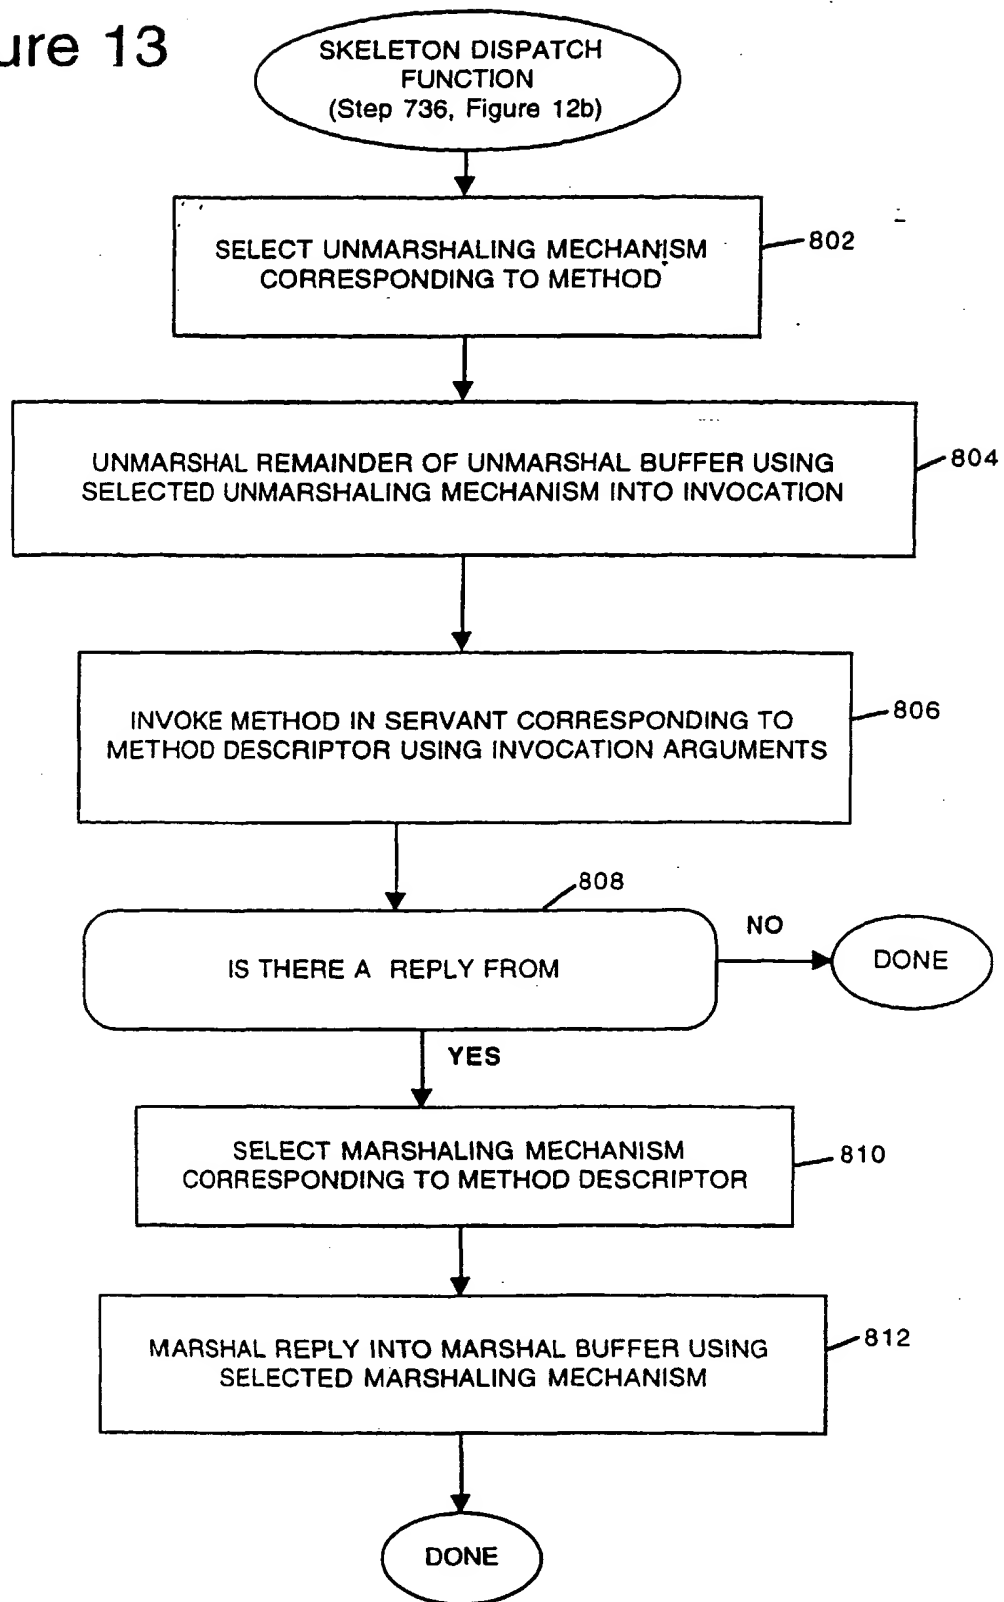 ure 13
SKELETON DISPATCH
FUNCTION
(Step 736, Figure 12b)
SELECT UNMARSHALING MECHANISM
CORRESPONDING TO METHOD
802
UNMARSHAL REMAINDER OF UNMARSHAL BUFFER USING
SELECTED UNMARSHALING MECHANISM INTO INVOCATION
804
INVOKE METHOD IN SERVANT CORRESPONDING TO
METHOD DESCRIPTOR USING INVOCATION ARGUMENTS
806
808
IS THERE A REPLY FROM
NO
DONE
YES
SELECT MARSHALING MECHANISM
CORRESPONDING TO METHOD DESCRIPTOR
810
MARSHAL REPLY INTO MARSHAL BUFFER USING
SELECTED MARSHALING MECHANISM
812
DONE